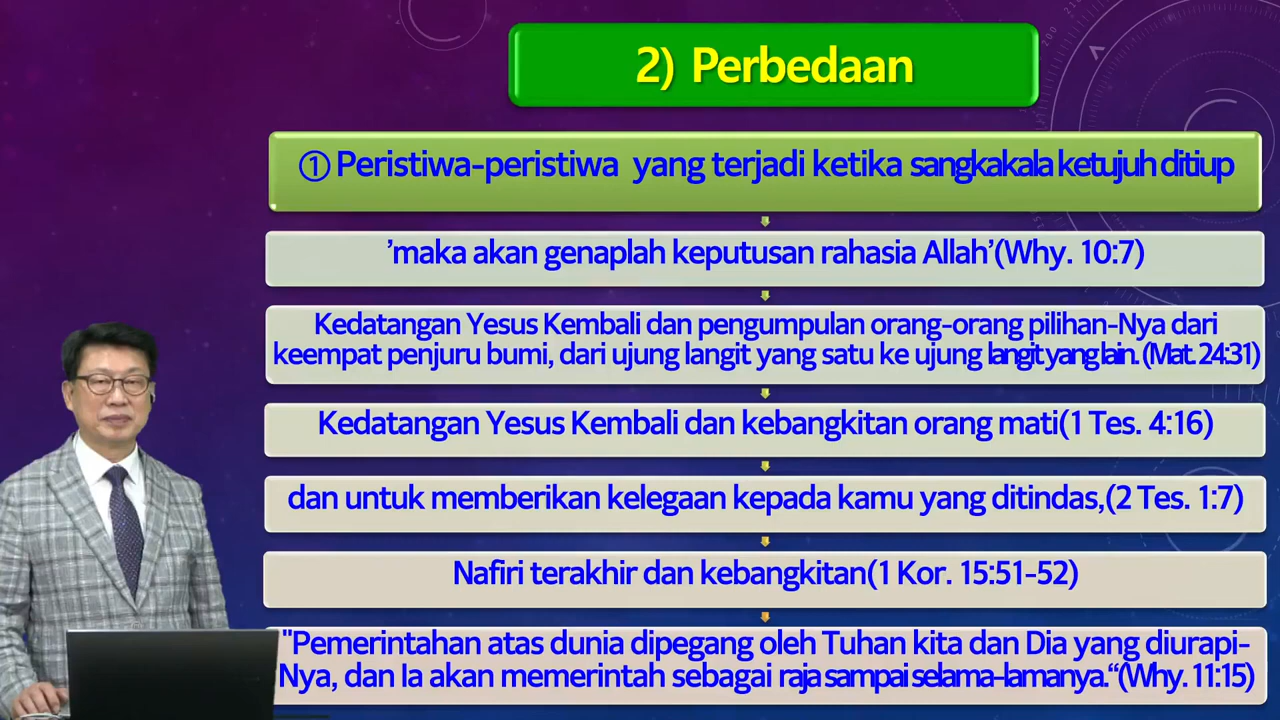 2) Perbedaan
① Peristiwa-peristiwa yang terjadi ketika sangkakala ketujuh ditiup
’maka akan genaplah keputusan rahasia Allah’(Why. 10:7)
Kedatangan Yesus Kembali dan pengumpulan orang-orang pilihan-Nya dari
keempat penjuru bumi, dari ujung langit yang satu ke ujung langit yang lain. (Mat. 24:31)
Kedatangan Yesus Kembali dan kebangkitan orang mati(1 Tes. 4:16)
dan untuk memberikan kelegaan kepada kamu yang ditindas,(2 Tes. 1:7)
Nafiri terakhir dan kebangkitan(1 Kor. 15:51-52)
"Pemerintahan atas dunia dipegang oleh Tuhan kita dan Dia yang diurapi-
Nya, dan Ia akan memerintah sebagai raja sampai selama-lamanya.“(Why. 11:15)